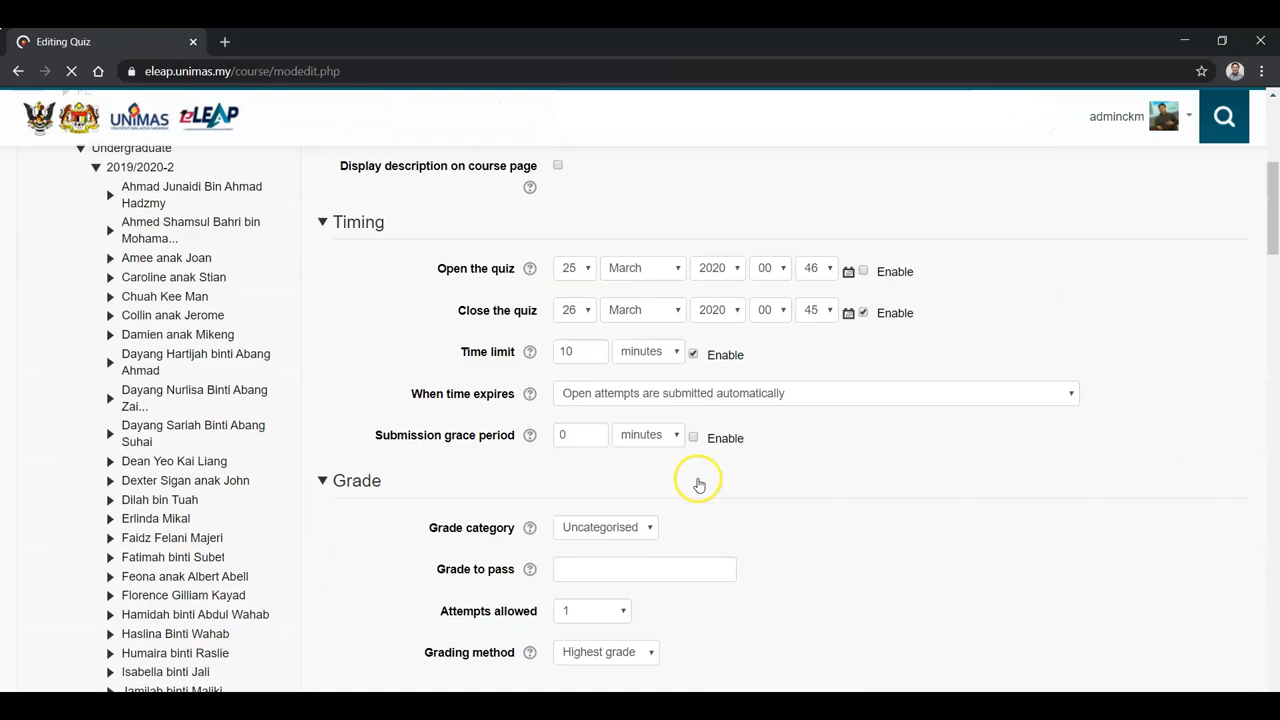 Editing Quiz
eleap.unimas.my/course/modedit.php
UNIMAS
UNIVERSITI MALAYSIA SARAWAK
eLEAP
adminckm
Undergraduate
2019/2020-2
Ahmad Junaidi Bin Ahmad
Hadzmy
Ahmed Shamsul Bahri bin
Mohama...
Amee anak Joan
Caroline anak Stian
Chuah Kee Man
Collin anak Jerome
Damien anak Mikeng
Dayang Hartijah binti Abang
Ahmad
Dayang Nurlisa Binti Abang
Zai...
Dayang Sariah Binti Abang
Suhai
Dean Yeo Kai Liang
Dexter Sigan anak John
Dilah bin Tuah
Erlinda Mikal
Faidz Felani Majeri
Fatimah binti Subet
Feona anak Albert Abell
Florence Gilliam Kayad
Hamidah binti Abdul Wahab
Haslina Binti Wahab
Humaira binti Raslie
Isabella binti Jali
Jamilah binti Maliki
Display description on course page
Timing
Open the quiz 25 March 2020 00 46 Enable
Close the quiz 26 March 2020 00 45 Enable
Time limit 10 minutes Enable
When time expires Open attempts are submitted automatically
Submission grace period 0 minutes Enable
Grade
Grade category Uncategorised
Grade to pass
Attempts allowed 1
Grading method Highest grade